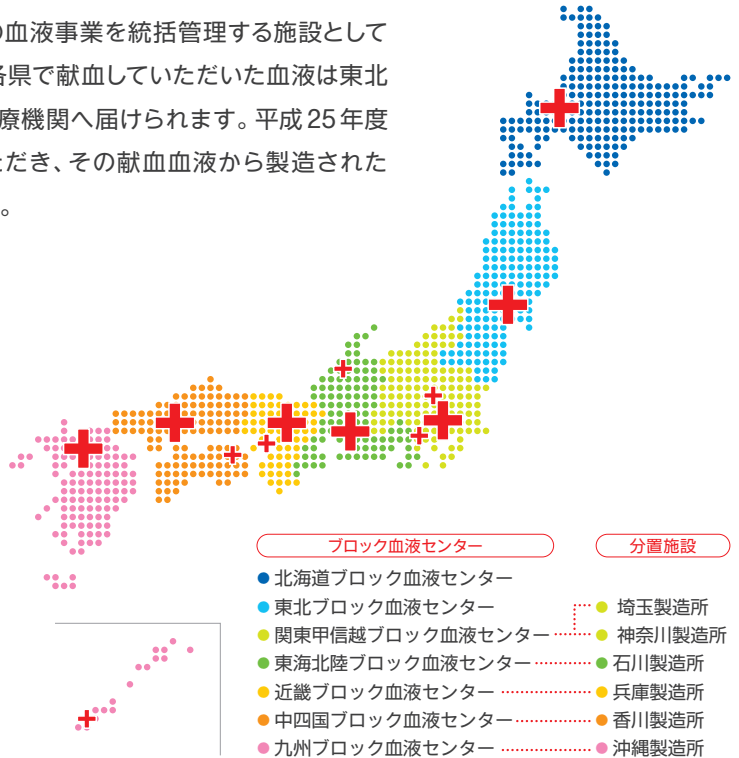 の血液事業を統括管理する施設として
各県で献血していただいた血液は東北
療機関へ届けられます。平成25年度
ただき、その献血血液から製造された
す。
ブロック血液センター 分置施設
北海道ブロック血液センター
東北ブロック血液センター 埼玉製造所
関東甲信越ブロック血液センター 神奈川製造所
東海北陸ブロック血液センター 石川製造所
近畿ブロック血液センター 兵庫製造所
中四国ブロック血液センター 香川製造所
九州ブロック血液センター 沖縄製造所